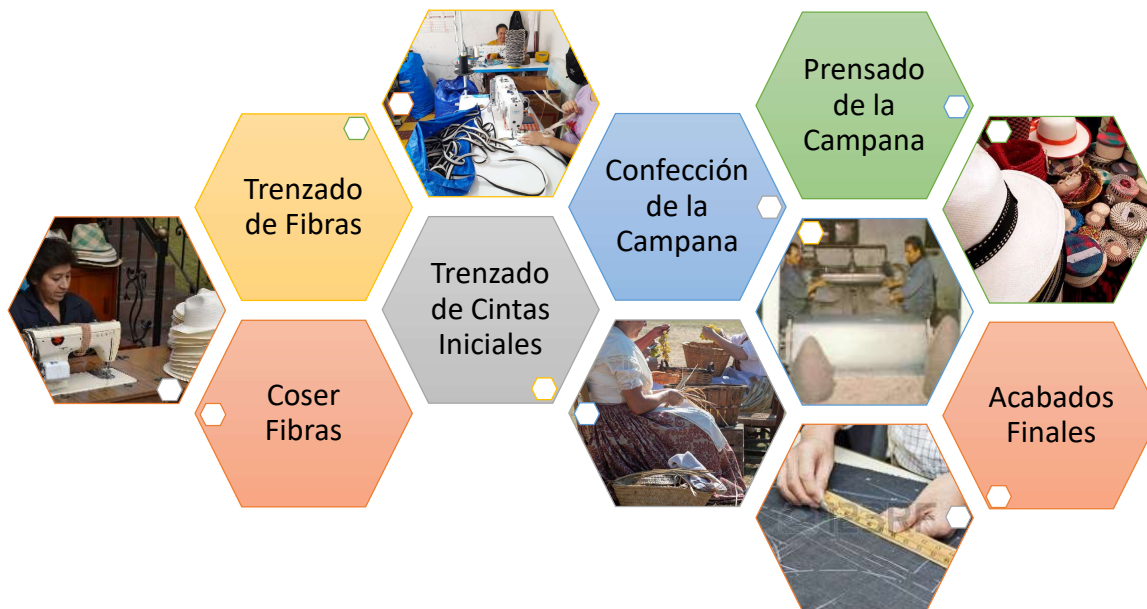 Trenzado
de Fibras
Coser
Fibras
Trenzado
de Cintas
Iniciales
Confección
de la
Campana
Prensado
de la
Campana
Acabados
Finales